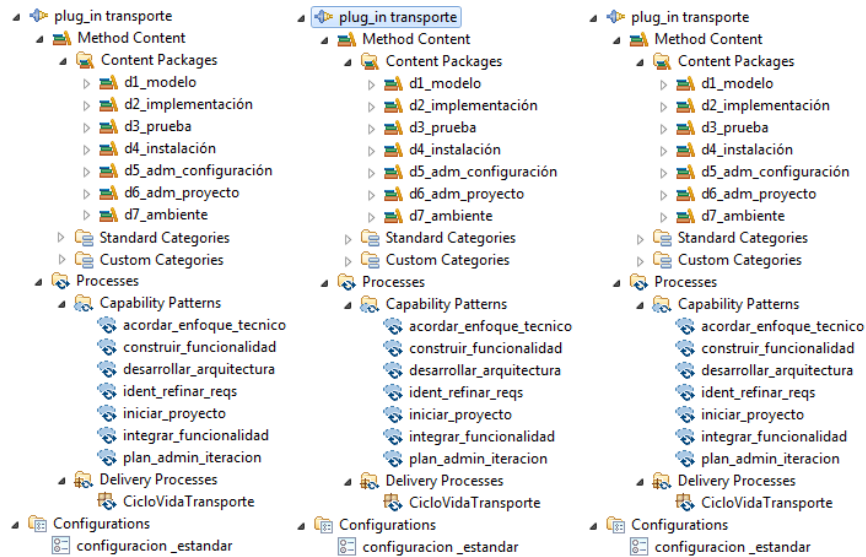 plug_in transporte
Method Content
Content Packages
d1_modelo
d2_implementación
d3_prueba
d4_instalación
d5_adm_configuración
d6_adm_proyecto
d7_ambiente
Standard Categories
Custom Categories
Processes
Capability Patterns
acordar_enfoque_tecnico
construir_funcionalidad
desarrollar_arquitectura
ident_refinar_reqs
iniciar_proyecto
integrar_funcionalidad
plan_admin_iteracion
Delivery Processes
CicloVidaTransporte
Configurations
configuracion _estandar
plug_in transporte
Method Content
Content Packages
d1_modelo
d2_implementación
d3_prueba
d4_instalación
d5_adm_configuración
d6_adm_proyecto
d7_ambiente
Standard Categories
Custom Categories
Processes
Capability Patterns
acordar_enfoque_tecnico
construir_funcionalidad
desarrollar_arquitectura
ident_refinar_reqs
iniciar_proyecto
integrar_funcionalidad
plan_admin_iteracion
Delivery Processes
CicloVidaTransporte
Configurations
configuracion _estandar
plug_in transporte
Method Content
Content Packages
d1_modelo
d2_implementación
d3_prueba
d4_instalación
d5_adm_configuración
d6_adm_proyecto
d7_ambiente
Standard Categories
Custom Categories
Processes
Capability Patterns
acordar_enfoque_tecnico
construir_funcionalidad
desarrollar_arquitectura
ident_refinar_reqs
iniciar_proyecto
integrar_funcionalidad
plan_admin_iteracion
Delivery Processes
CicloVidaTransporte
Configurations
configuracion _estandar